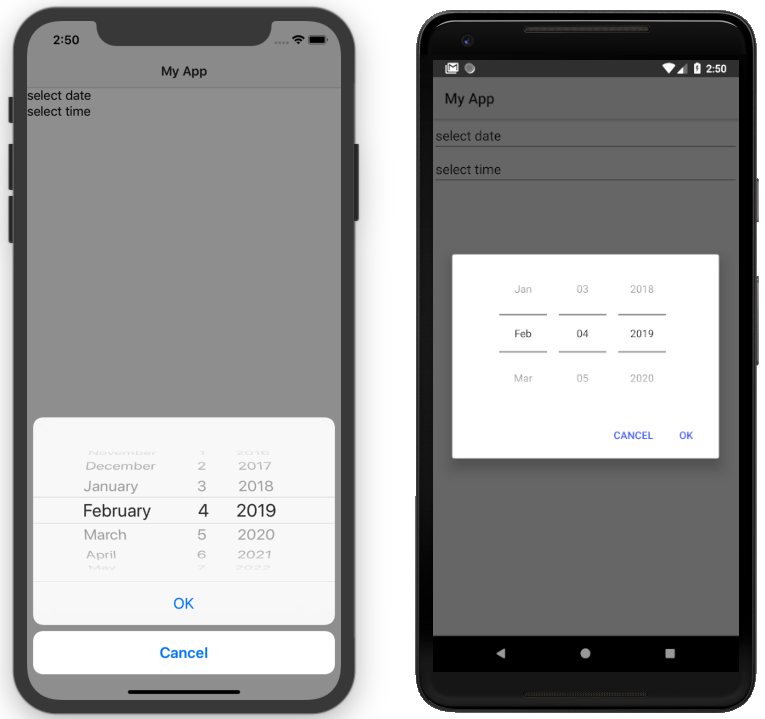 2:50
My App
select date
select time
November 1 2016
December 2 2017
January 3 2018
February 4 2019
March 5 2020
April 6 2021
May 7 2022
OK
Cancel
2:50
My App
select date
select time
Jan 03 2018
Feb 04 2019
Mar 05 2020
CANCEL OK